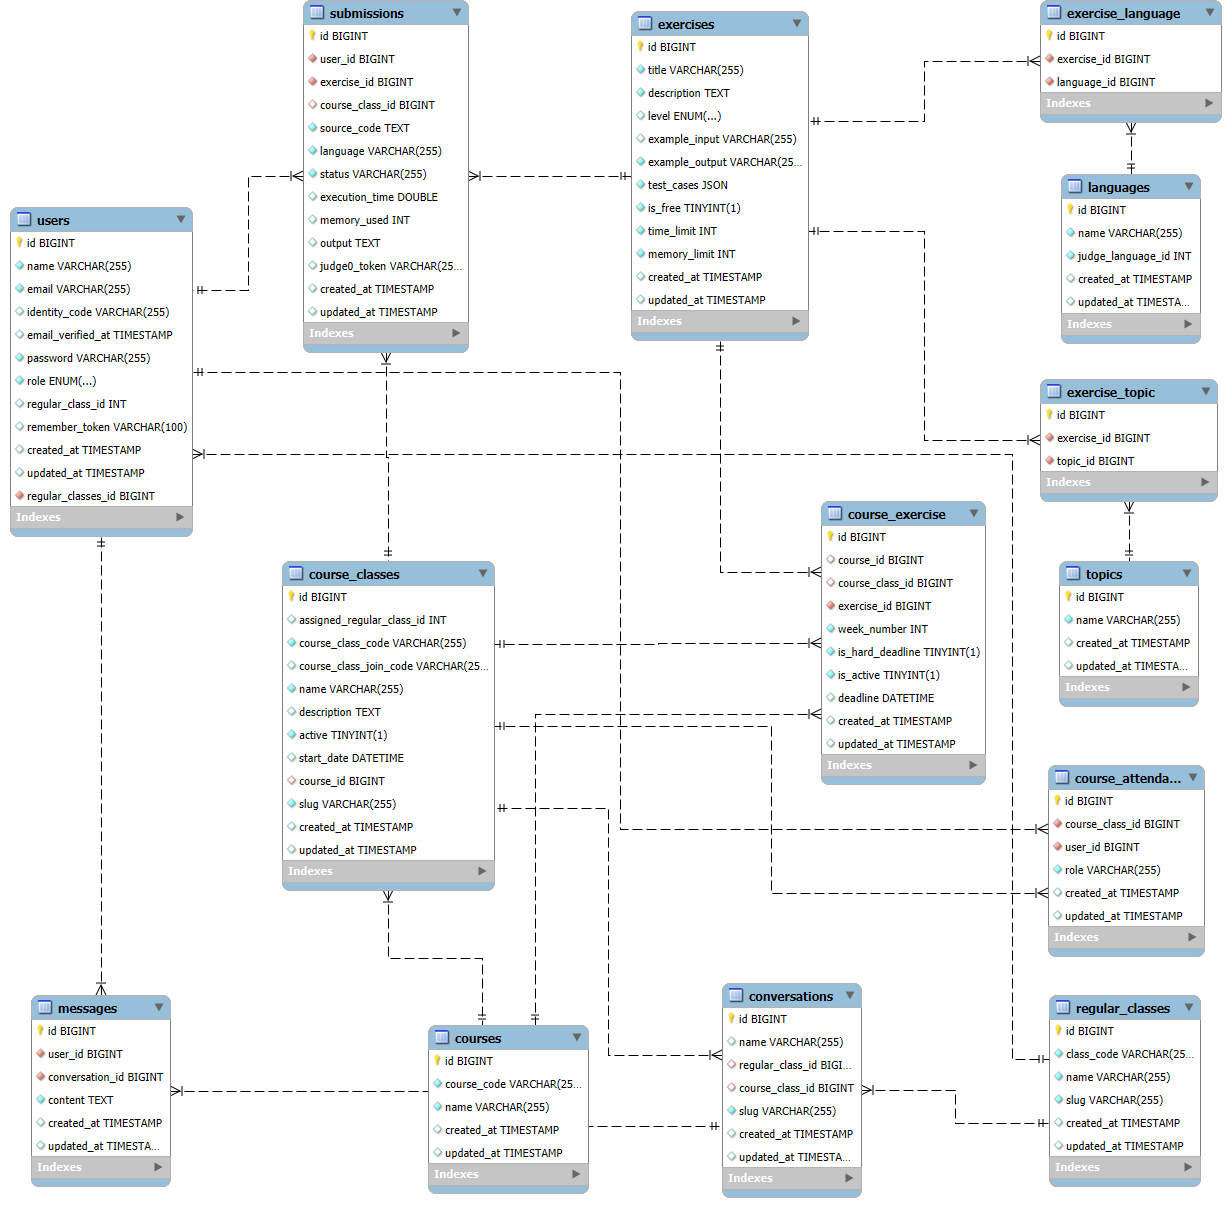 submissions
id BIGINT
user_id BIGINT
exercise_id BIGINT
course_class_id BIGINT
source_code TEXT
language VARCHAR(255)
status VARCHAR(255)
execution_time DOUBLE
memory_used INT
output TEXT
judge0_token VARCHAR(25...
created_at TIMESTAMP
updated_at TIMESTAMP
Indexes
exercises
id BIGINT
title VARCHAR(255)
description TEXT
level ENUM(...)
example_input VARCHAR(255)
example_output VARCHAR(25...
test_cases JSON
is_free TINYINT(1)
time_limit INT
memory_limit INT
created_at TIMESTAMP
updated_at TIMESTAMP
Indexes
exercise_language
id BIGINT
exercise_id BIGINT
language_id BIGINT
Indexes
languages
id BIGINT
name VARCHAR(255)
judge_language_id INT
created_at TIMESTAMP
updated_at TIMESTA...
Indexes
users
id BIGINT
name VARCHAR(255)
email VARCHAR(255)
identity_code VARCHAR(255)
email_verified_at TIMESTAMP
password VARCHAR(255)
role ENUM(...)
regular_class_id INT
remember_token VARCHAR(100)
created_at TIMESTAMP
updated_at TIMESTAMP
regular_classes_id BIGINT
Indexes
exercise_topic
id BIGINT
exercise_id BIGINT
topic_id BIGINT
Indexes
course_exercise
id BIGINT
course_id BIGINT
course_class_id BIGINT
exercise_id BIGINT
week_number INT
is_hard_deadline TINYINT(1)
is_active TINYINT(1)
deadline DATETIME
created_at TIMESTAMP
updated_at TIMESTAMP
Indexes
course_classes
id BIGINT
assigned_regular_class_id INT
course_class_code VARCHAR(255)
course_class_join_code VARCHAR(25...
name VARCHAR(255)
description TEXT
active TINYINT(1)
start_date DATETIME
course_id BIGINT
slug VARCHAR(255)
created_at TIMESTAMP
updated_at TIMESTAMP
Indexes
topics
id BIGINT
name VARCHAR(255)
created_at TIMESTAMP
updated_at TIMESTA...
Indexes
course_attenda...
id BIGINT
course_class_id BIGINT
user_id BIGINT
role VARCHAR(255)
created_at TIMESTAMP
updated_at TIMESTAMP
Indexes
messages
id BIGINT
user_id BIGINT
conversation_id BIGINT
content TEXT
created_at TIMESTAMP
updated_at TIMESTA...
Indexes
courses
id BIGINT
course_code VARCHAR(25...
name VARCHAR(255)
created_at TIMESTAMP
updated_at TIMESTAMP
Indexes
conversations
id BIGINT
name VARCHAR(255)
regular_class_id BIGI...
course_class_id BIGINT
slug VARCHAR(255)
created_at TIMESTAMP
updated_at TIMESTA...
Indexes
regular_classes
id BIGINT
class_code VARCHAR(25...
name VARCHAR(255)
slug VARCHAR(255)
created_at TIMESTAMP
updated_at TIMESTAMP
Indexes